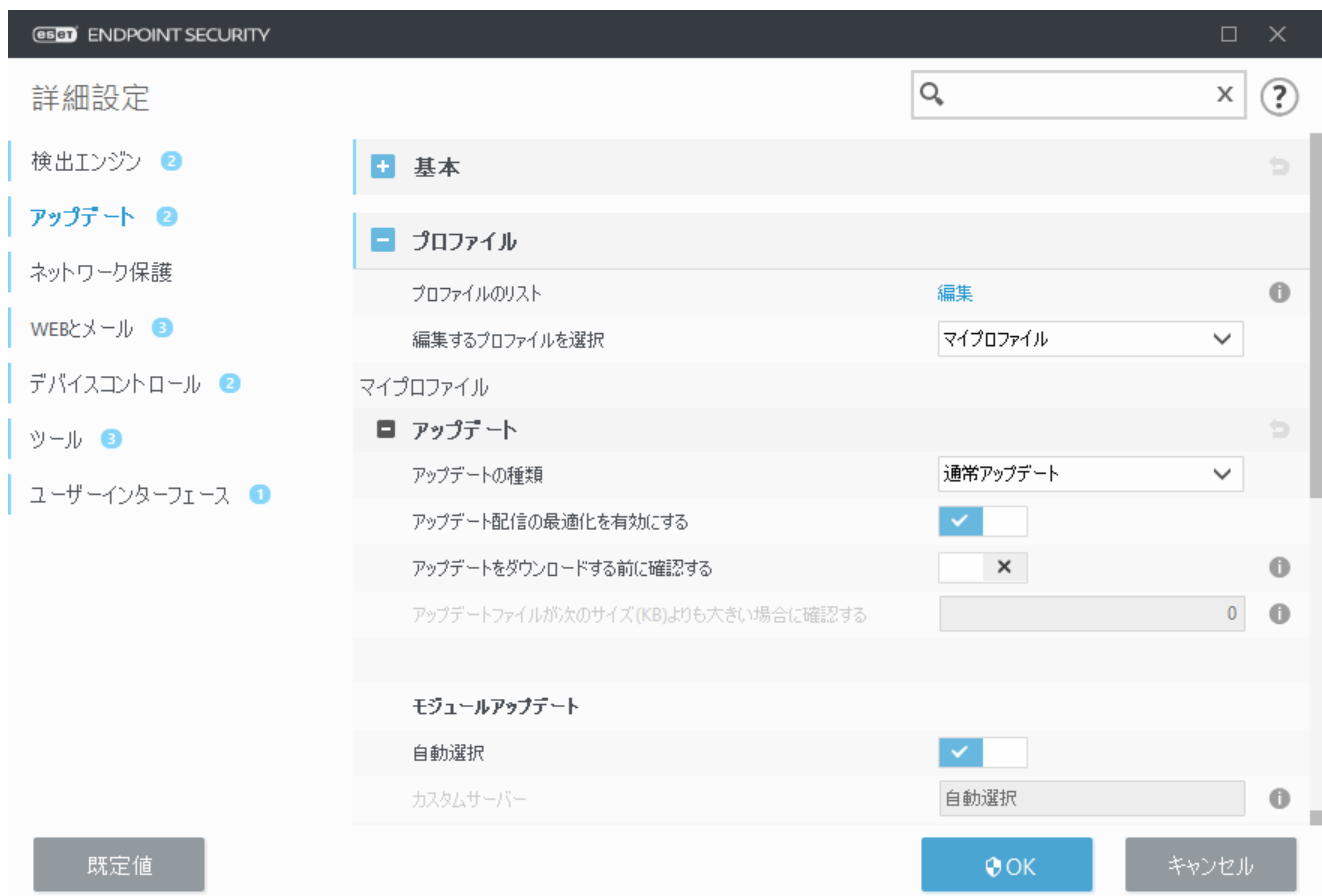 eset ENDPOINT SECURITY
詳細設定
検出エンジン 2
アップデート 2
ネットワーク保護
WEBとメール 3
デバイスコントロール 2
ツール 3
ユーザーインターフェース 1
基本
プロファイル
プロファイルのリスト 編集
編集するプロファイルを選択 マイプロファイル
マイプロファイル
アップデート
アップデートの種類 通常アップデート
アップデート配信の最適化を有効にする
アップデートをダウンロードする前に確認する
アップデートファイルが次のサイズ(KB)よりも大きい場合に確認する 0
モジュールアップデート
自動選択
カスタムサーバー 自動選択
既定値 OK キャンセル